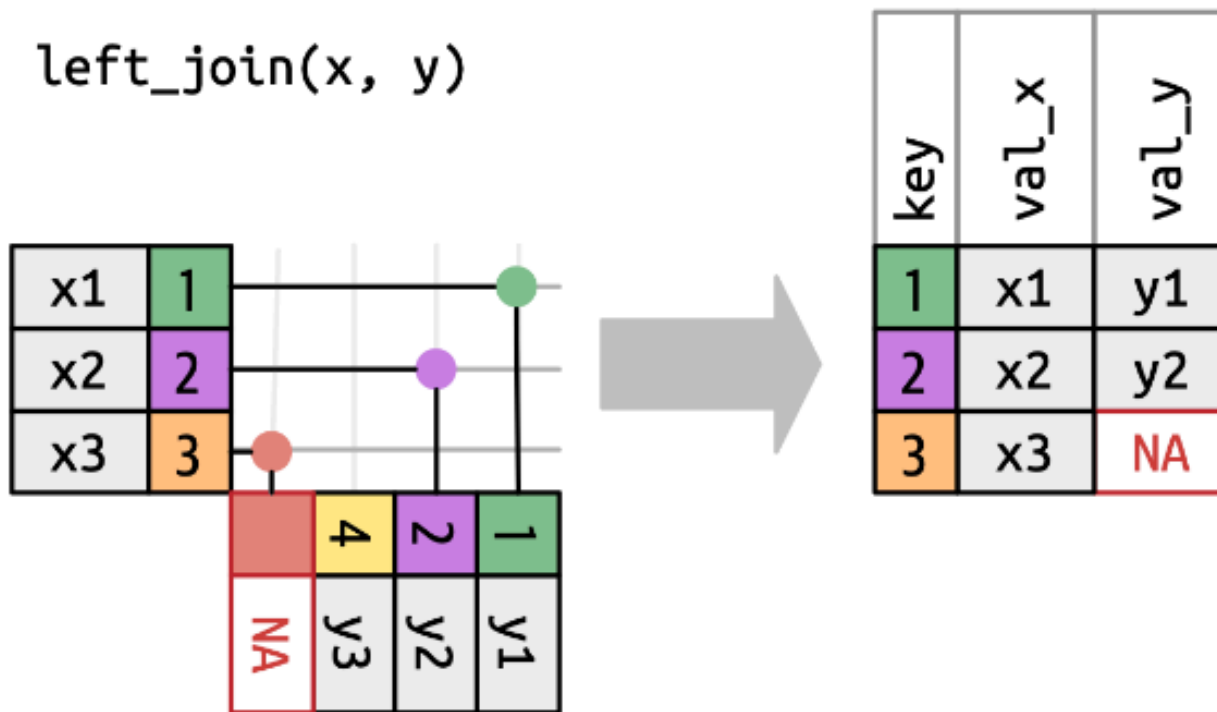 left_join(x, y)
x1 1
x2 2
x3 3
4 2 1
NA y3 y2 y1
key val_x val_y
1 x1 y1
2 x2 y2
3 x3 NA